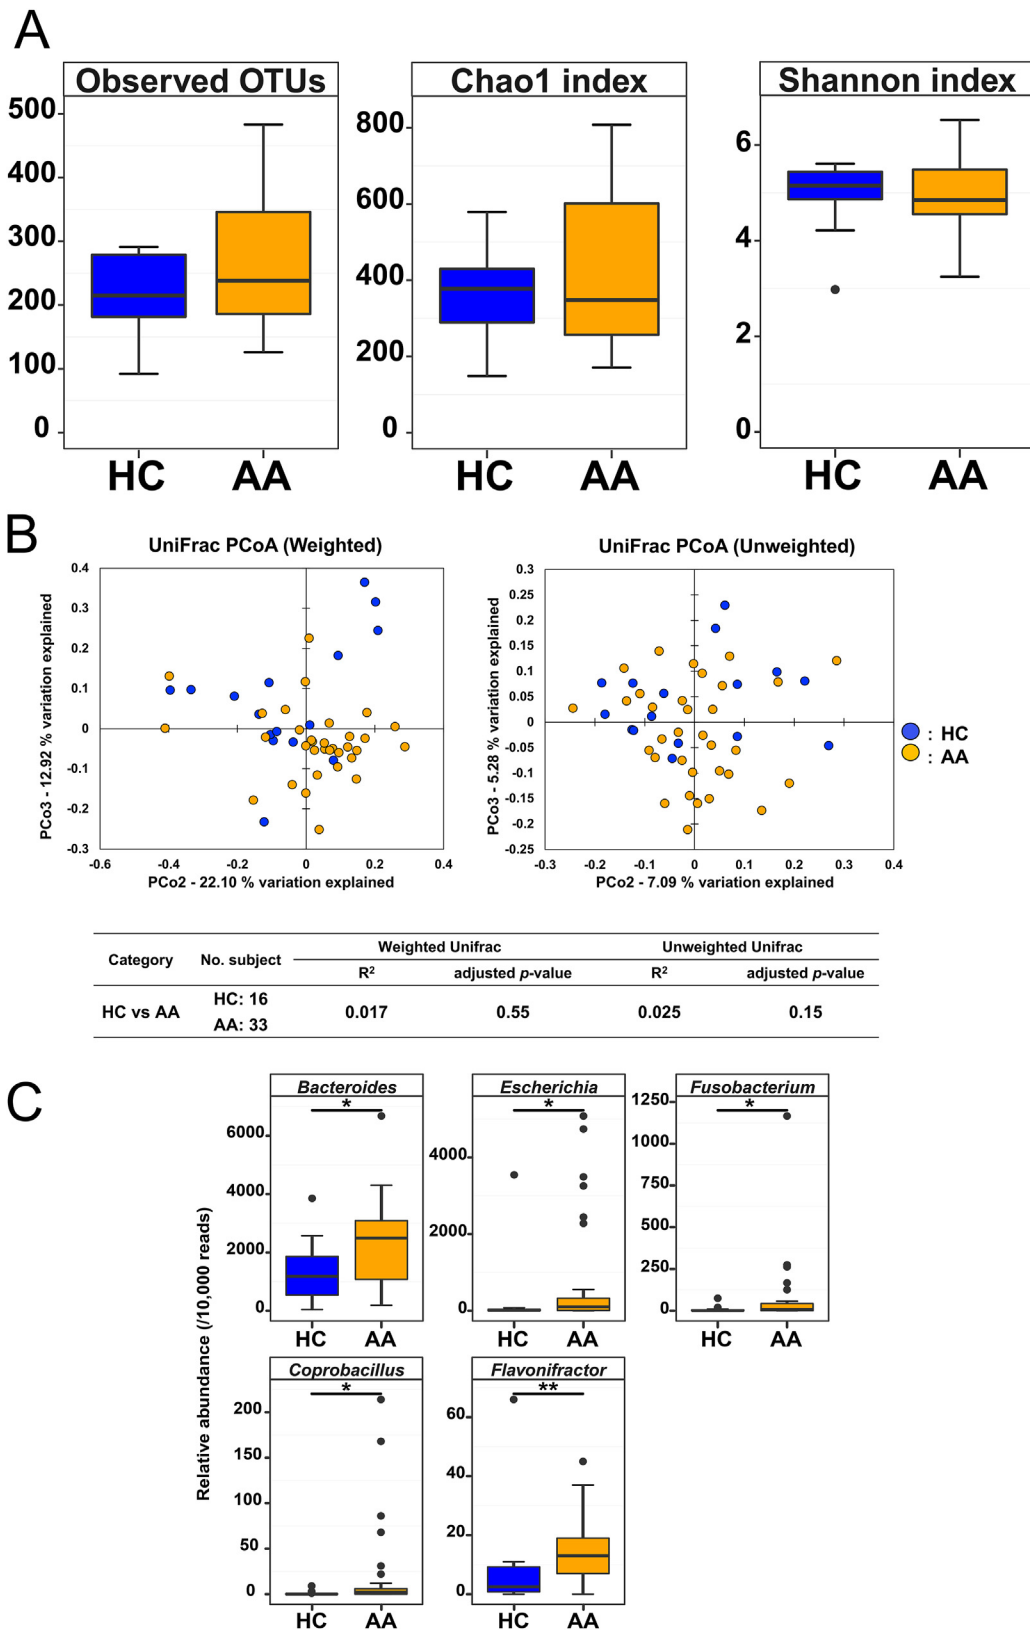 A
Observed OTUs
500
400
300
200
100
0
HC AA
Chao1 index
800
600
400
200
0
HC AA
Shannon index
6
4
2
0
HC AA
B
UniFrac PCoA (Weighted)
0.4
0.3
0.2
0.1
0
-0.1
-0.2
-0.3
-0.6 -0.4 -0.2 0 0.2 0.4
PCo3 - 12.92 % variation explained
PCo2 - 22.10 % variation explained
UniFrac PCoA (Unweighted)
0.3
0.25
0.2
0.15
0.1
0.05
0
-0.05
-0.1
-0.15
-0.2
-0.25
-0.3 -0.2 -0.1 0 0.1 0.2 0.3 0.4
PCo3 - 5.28 % variation explained
PCo2 - 7.09 % variation explained
: HC
: AA
Weighted Unifrac Unweighted Unifrac
Category No. subject
R² adjusted p-value R² adjusted p-value
HC vs AA HC: 16 0.017 0.55 0.025 0.15
AA: 33
C
Relative abundance (/10,000 reads)
Bacteroides
*
6000
4000
2000
0
HC AA
Escherichia
*
4000
2000
0
HC AA
Fusobacterium
*
1250
1000
750
500
250
0
HC AA
Coprobacillus
*
200
150
100
50
0
HC AA
Flavonifractor
**
60
40
20
0
HC AA